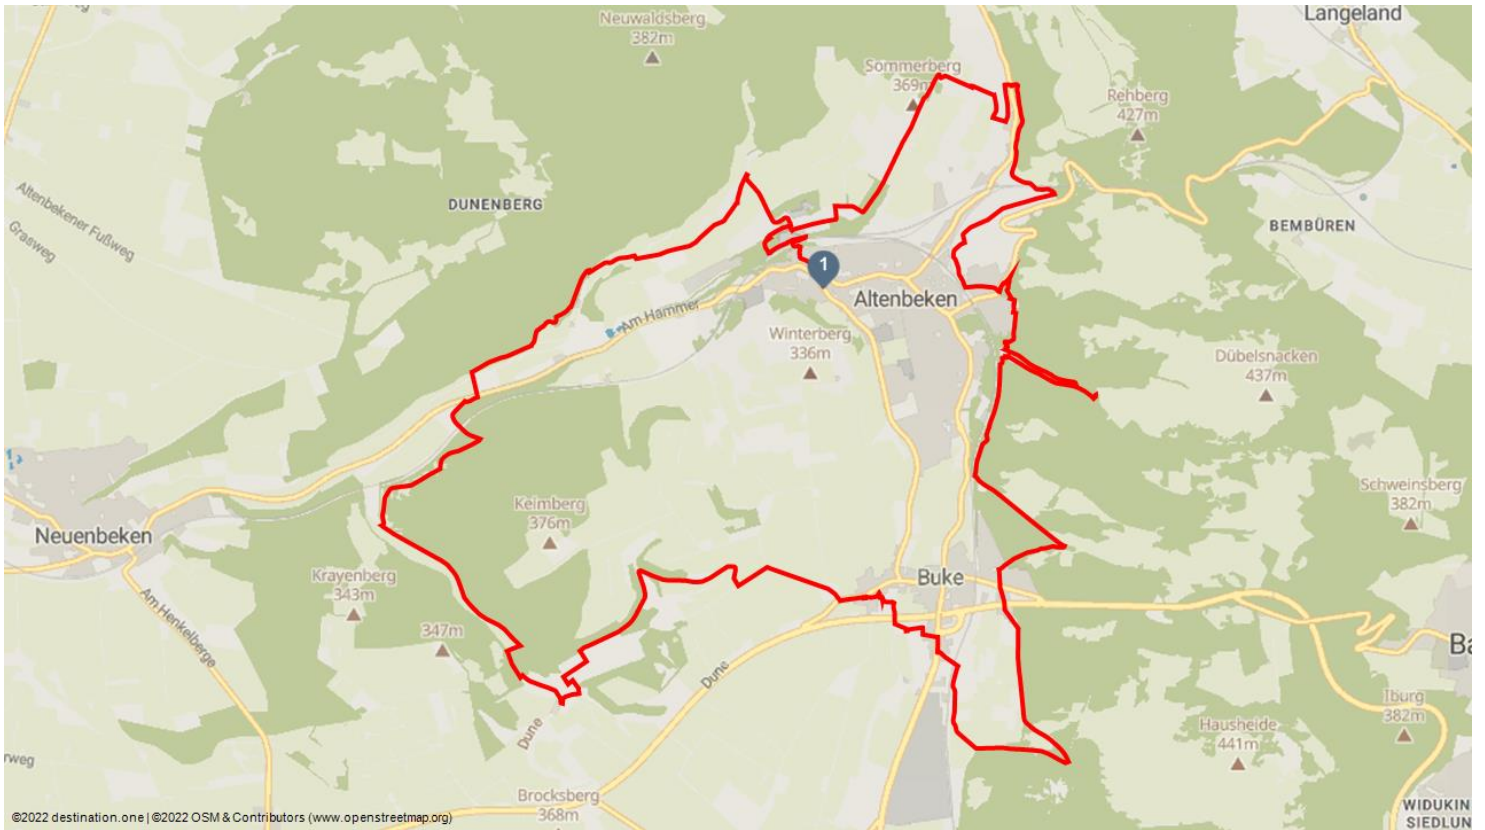 Neuwaldsberg
382m
Langeland
Sommerberg
369m
Rehberg
427m
Altenbekener Fußweg
Grasweg
DUNENBERG
BEMBÜREN
1
Altenbeken
Am Hammer
Winterberg
336m
Dübelsnacken
437m
Schweinsberg
382m
Keimberg
376m
Neuenbeken
Krayenberg
343m
Buke
Am Henkelberge
347m
Dune
Dune
Iburg
382m
Hausheide
441m
Brocksberg
368m
WIDUKIN
SIEDLUN
©2022 destination.one | ©2022 OSM & Contributors (www.openstreetmap.org)